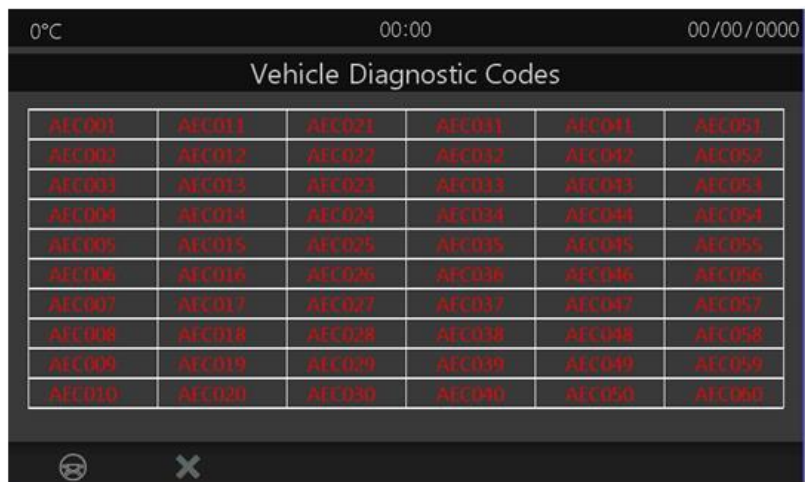 0°C 00:00 00/00/0000
Vehicle Diagnostic Codes
AEC001 AEC011 AEC021 AEC031 AEC041 AEC051
AEC002 AEC012 AEC022 AEC032 AEC042 AEC052
AEC003 AEC013 AEC023 AEC033 AEC043 AEC053
AEC004 AEC014 AEC024 AEC034 AEC044 AEC054
AEC005 AEC015 AEC025 AEC035 AEC045 AEC055
AEC006 AEC016 AEC026 AEC036 AEC046 AEC056
AEC007 AEC017 AEC027 AEC037 AEC047 AEC057
AEC008 AEC018 AEC028 AEC038 AEC048 AEC058
AEC009 AEC019 AEC029 AEC039 AEC049 AEC059
AEC010 AEC020 AEC030 AEC040 AEC050 AEC060